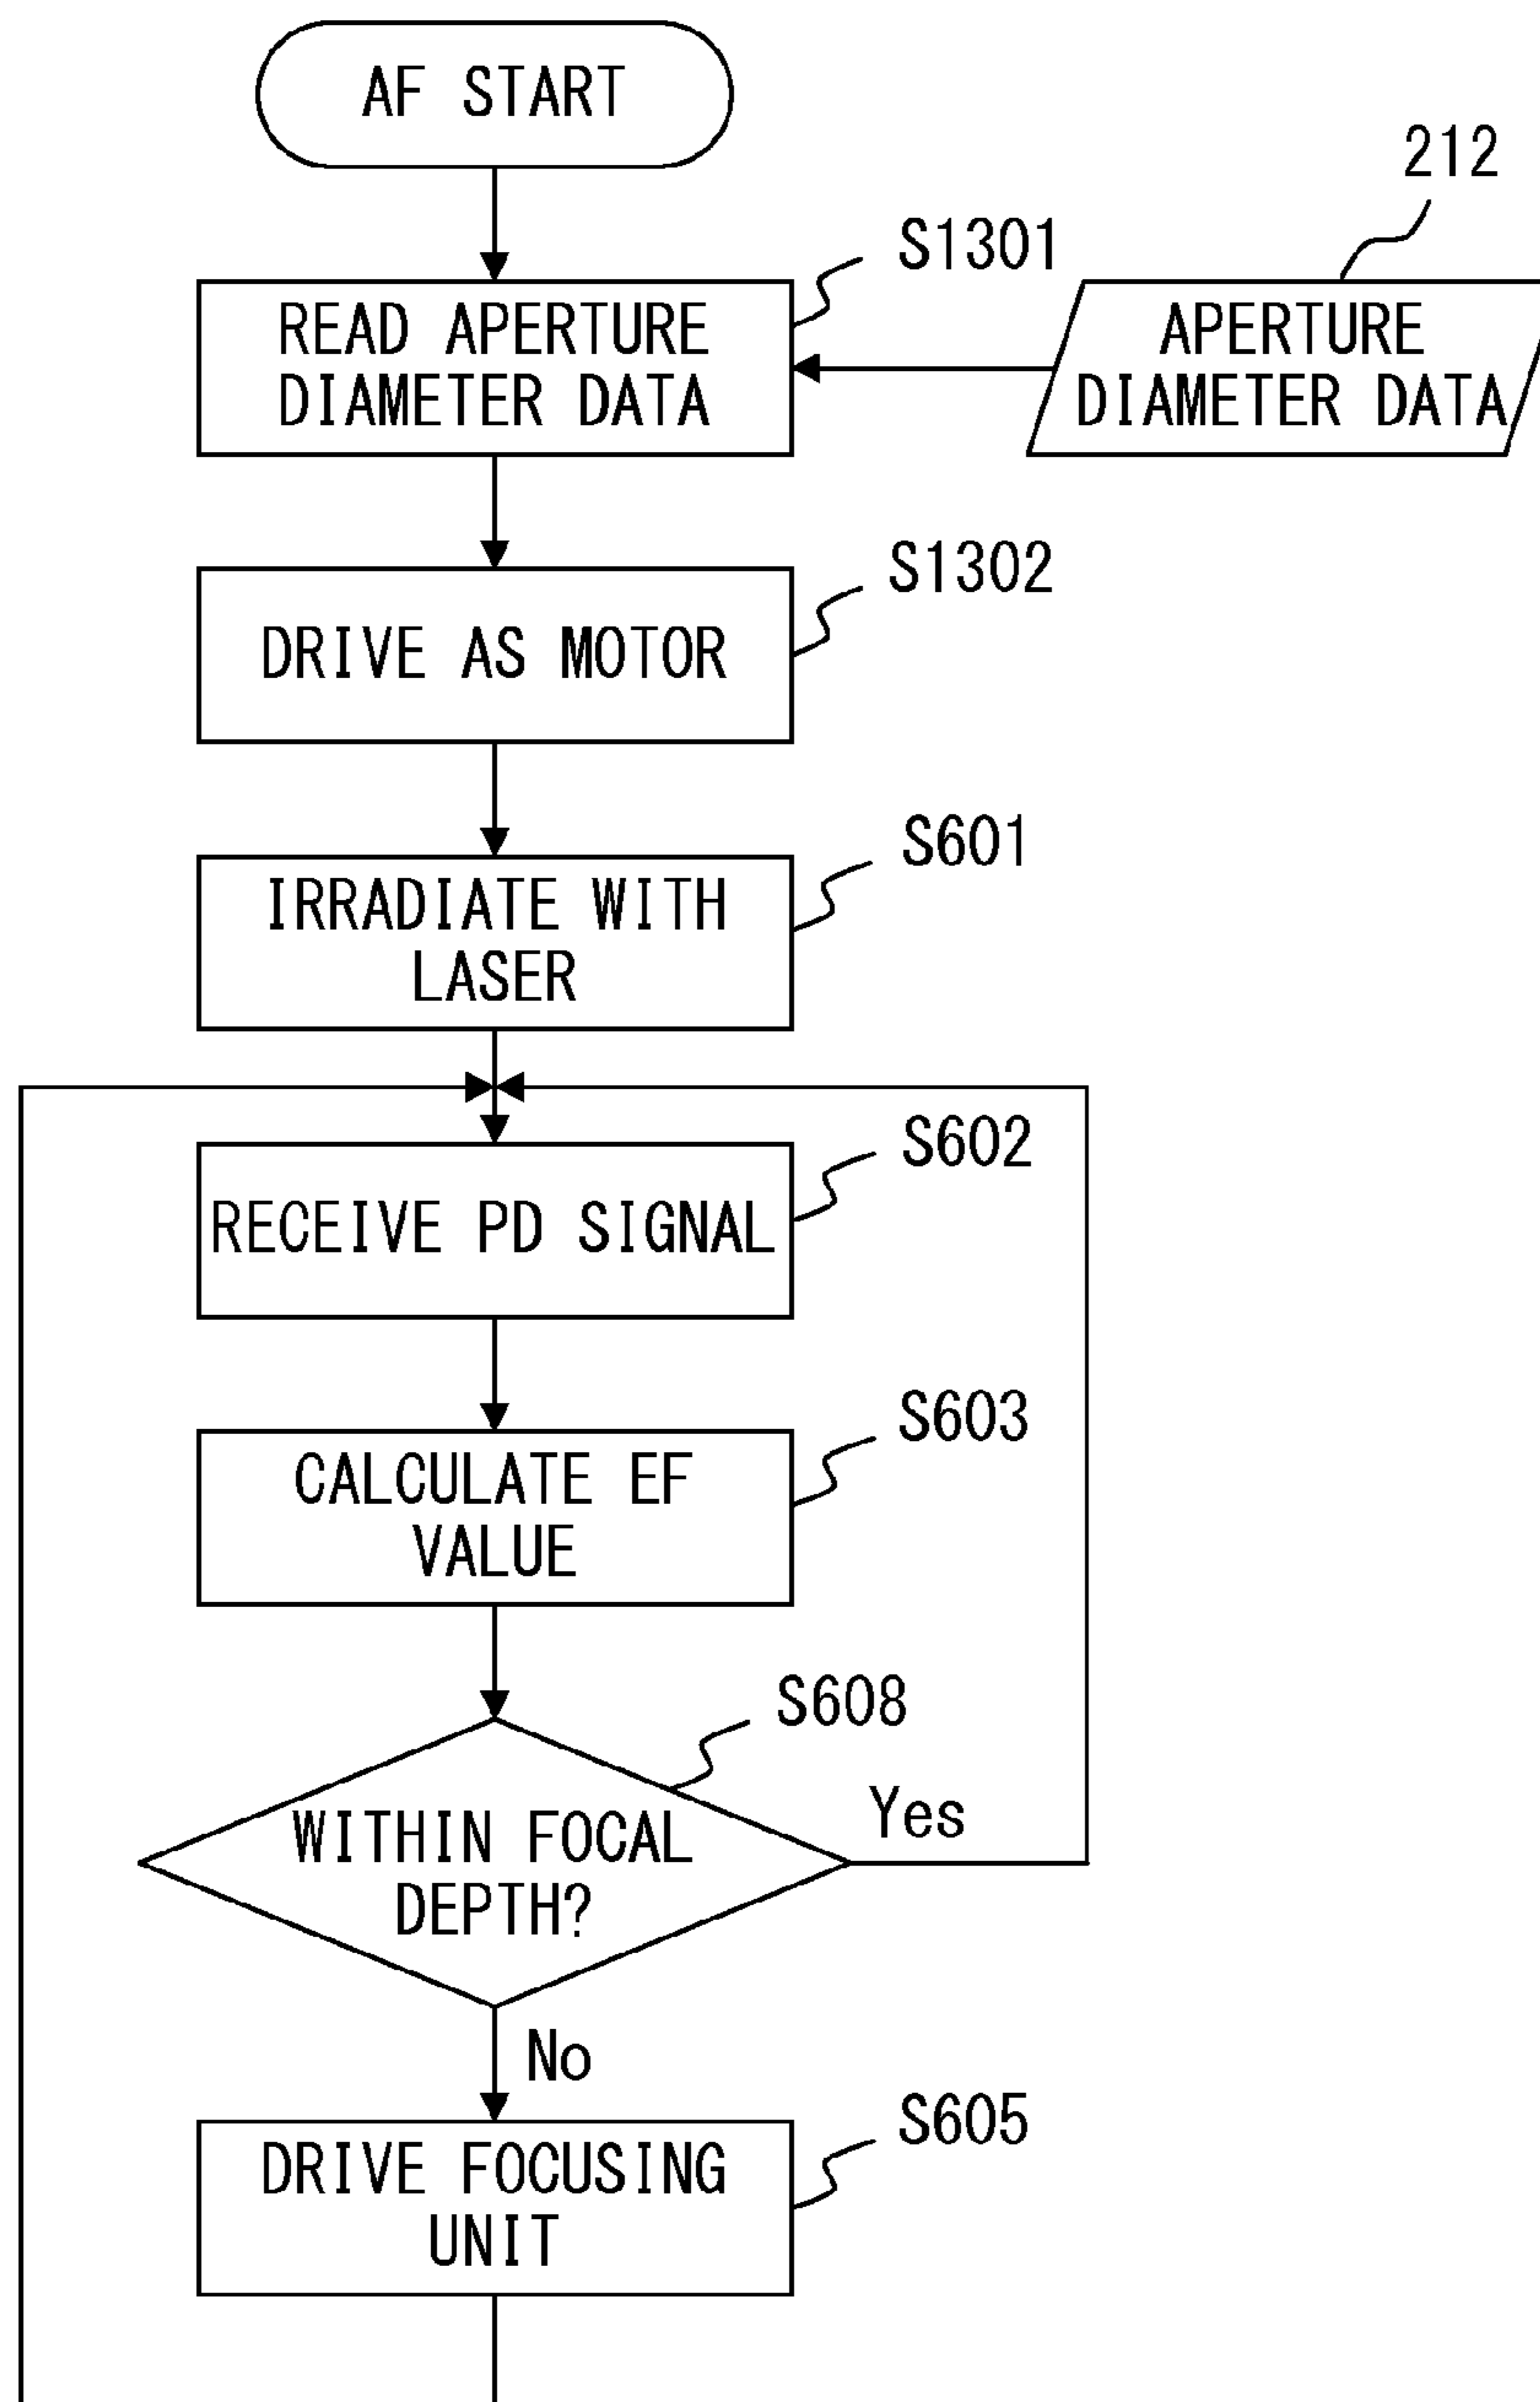 AF START
212
S1301
READ APERTURE
DIAMETER DATA
APERTURE
DIAMETER DATA
S1302
DRIVE AS MOTOR
S601
IRRADIATE WITH
LASER
S602
RECEIVE PD SIGNAL
S603
CALCULATE EF
VALUE
S608
Yes
WITHIN FOCAL
DEPTH?
No
S605
DRIVE FOCUSING
UNIT